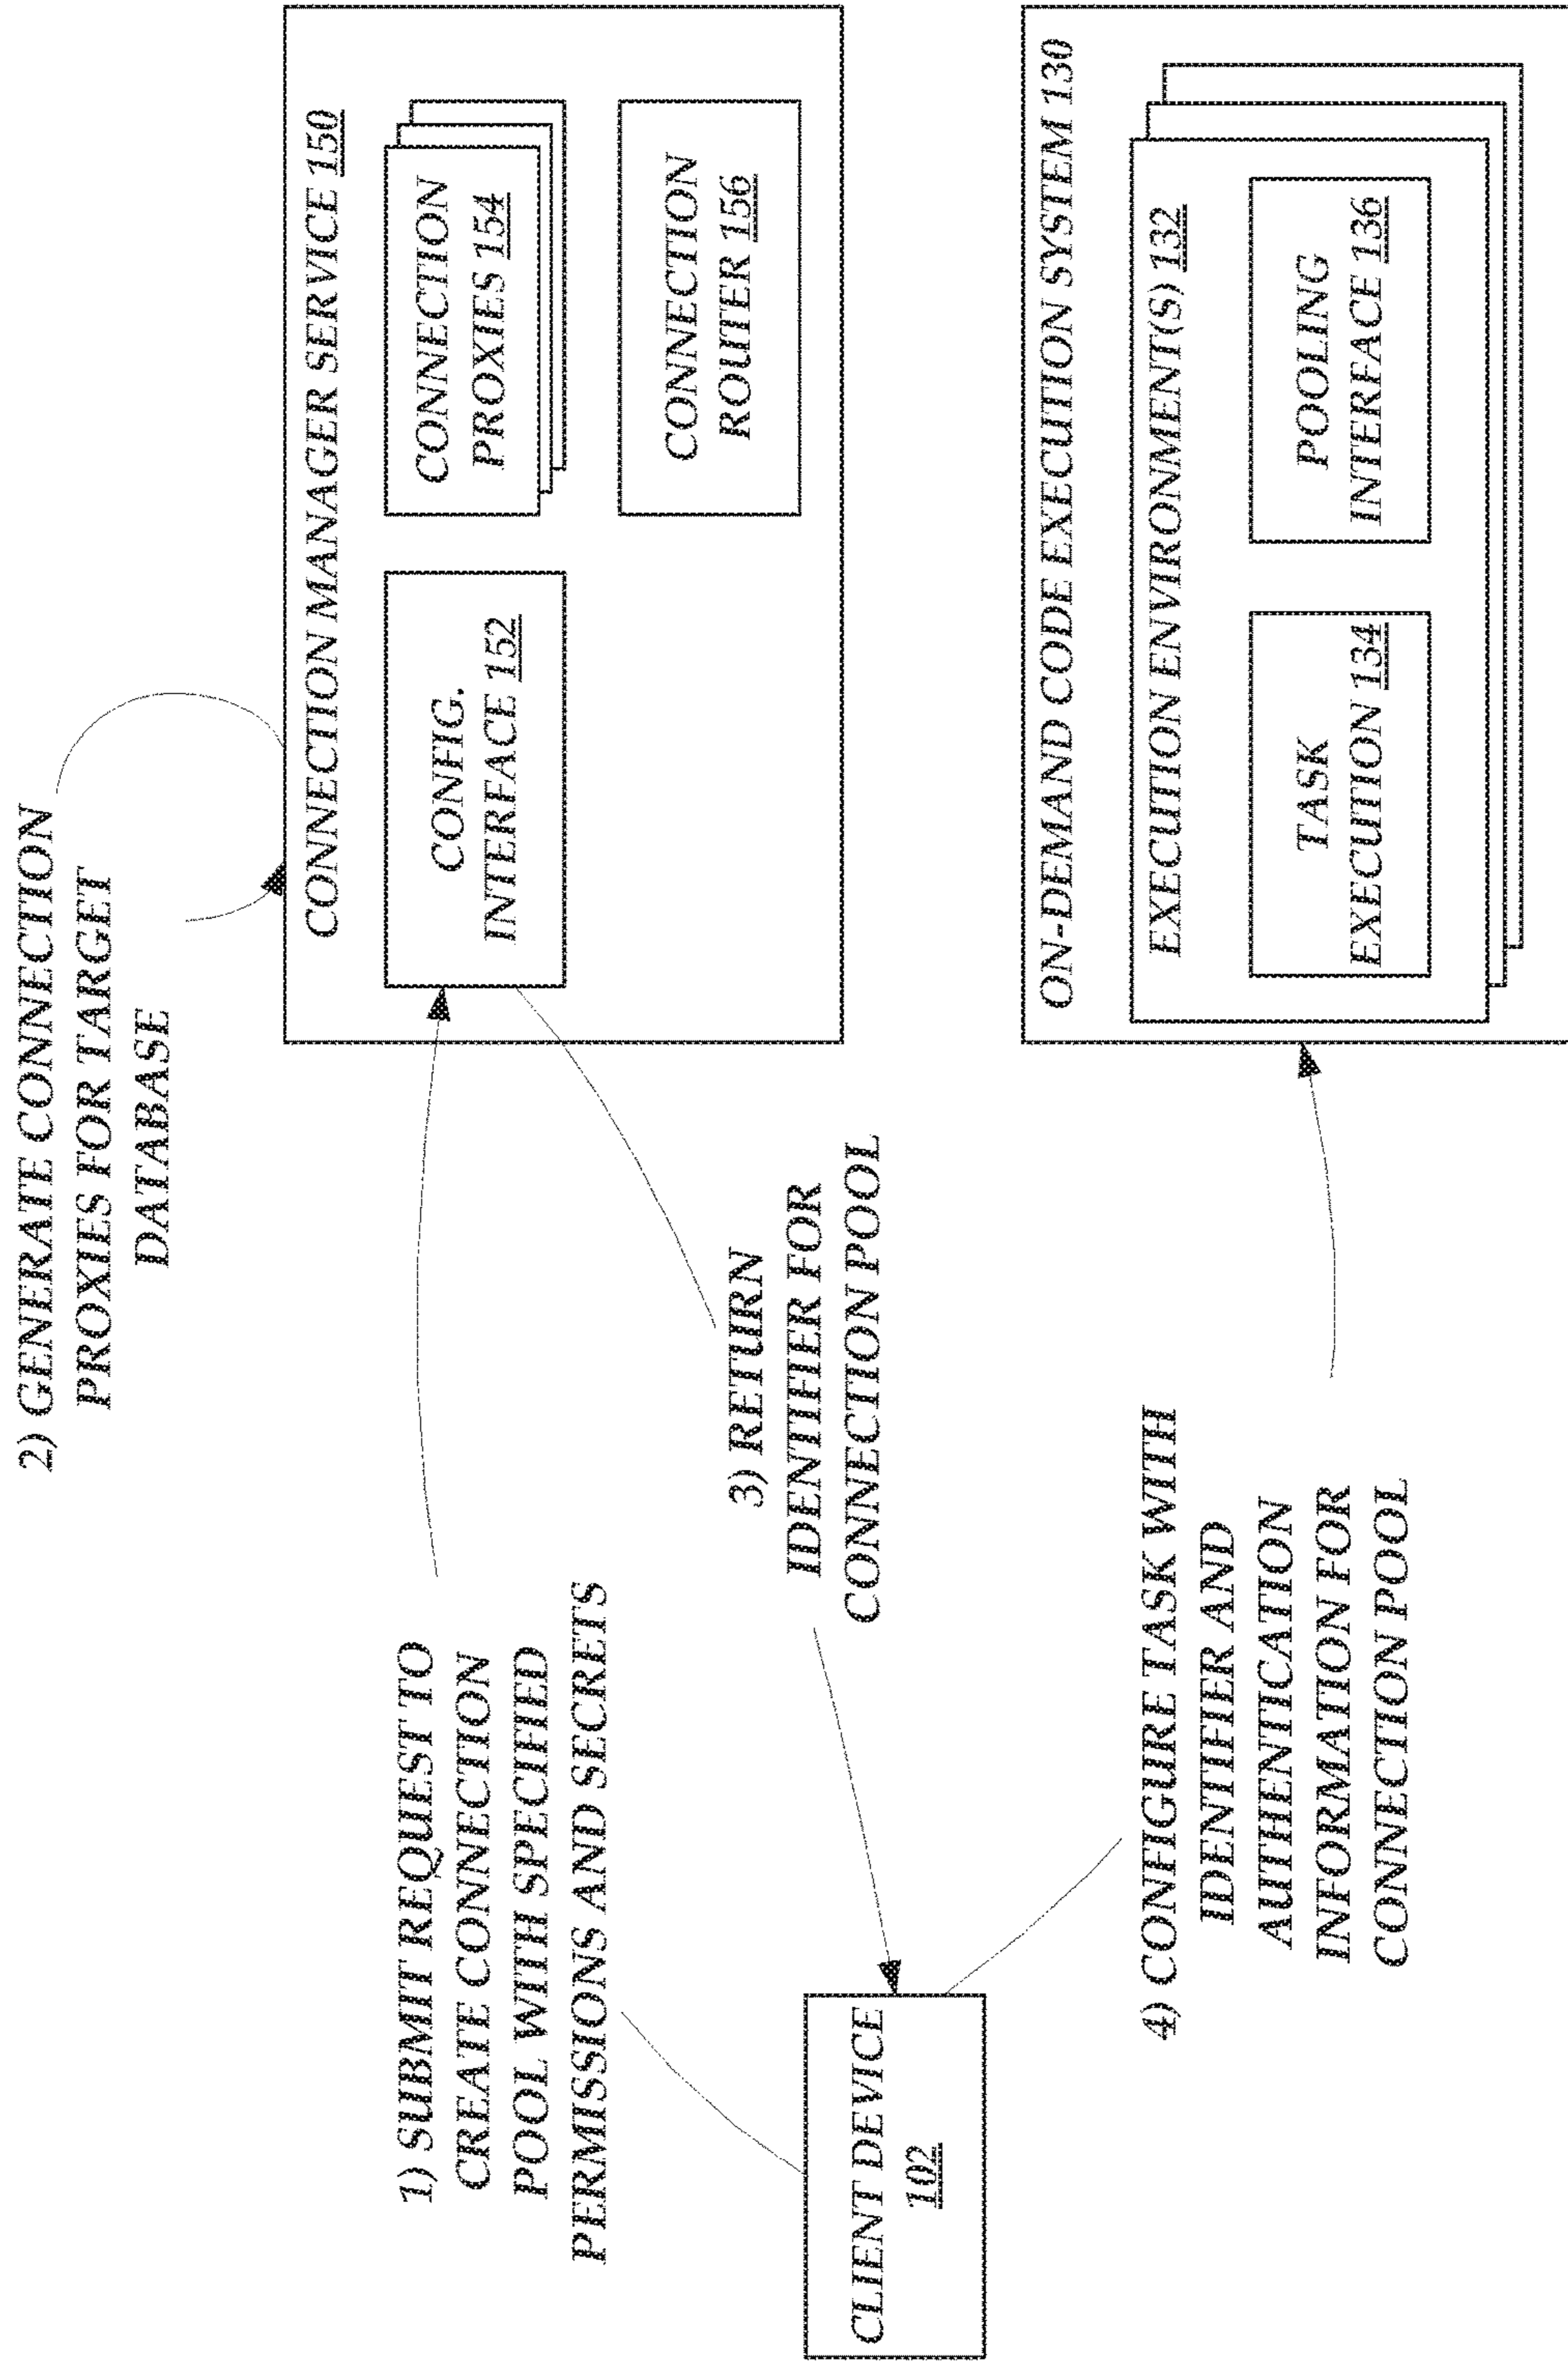 2) GENERATE CONNECTION
PROXIES FOR TARGET
DATABASE
CONNECTION MANAGER SERVICE 150
CONFIG.
INTERFACE 152
CONNECTION
PROXIES 154
CONNECTION
ROUTER 156
1) SUBMIT REQUEST TO
CREATE CONNECTION
POOL WITH SPECIFIED
PERMISSIONS AND SECRETS
3) RETURN
IDENTIFIER FOR
CONNECTION POOL
CLIENT DEVICE
102
4) CONFIGURE TASK WITH
IDENTIFIER AND
AUTHENTICATION
INFORMATION FOR
CONNECTION POOL
ON-DEMAND CODE EXECUTION SYSTEM 130
EXECUTION ENVIRONMENT(S) 132
TASK
EXECUTION 134
POOLING
INTERFACE 136